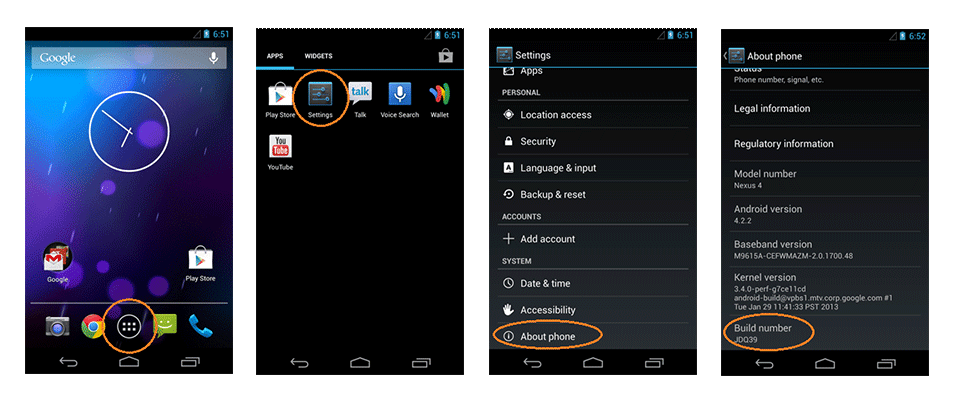 6:51
Google
Google
Play Store
6:51
APPS
WIDGETS
Play Store
Settings
talk
Talk
Voice Search
Wallet
You
Tube
YouTube
6:51
Settings
Apps
PERSONAL
Location access
Security
A
Language & input
Backup & reset
ACCOUNTS
Add account
SYSTEM
Date & time
Accessibility
About phone
6:52
About phone
Status
Phone number, signal, etc.
Legal information
Regulatory information
Model number
Nexus 4
Android version
4.2.2
Baseband version
M9615A-CEFWMAZM-2.0.1700.48
Kernel version
3.4.0-perf-g7ce11cd
android-build@vpbs1.mtv.corp.google.com #1
Tue Jan 29 11:41:33 PST 2013
Build number
JDQ39